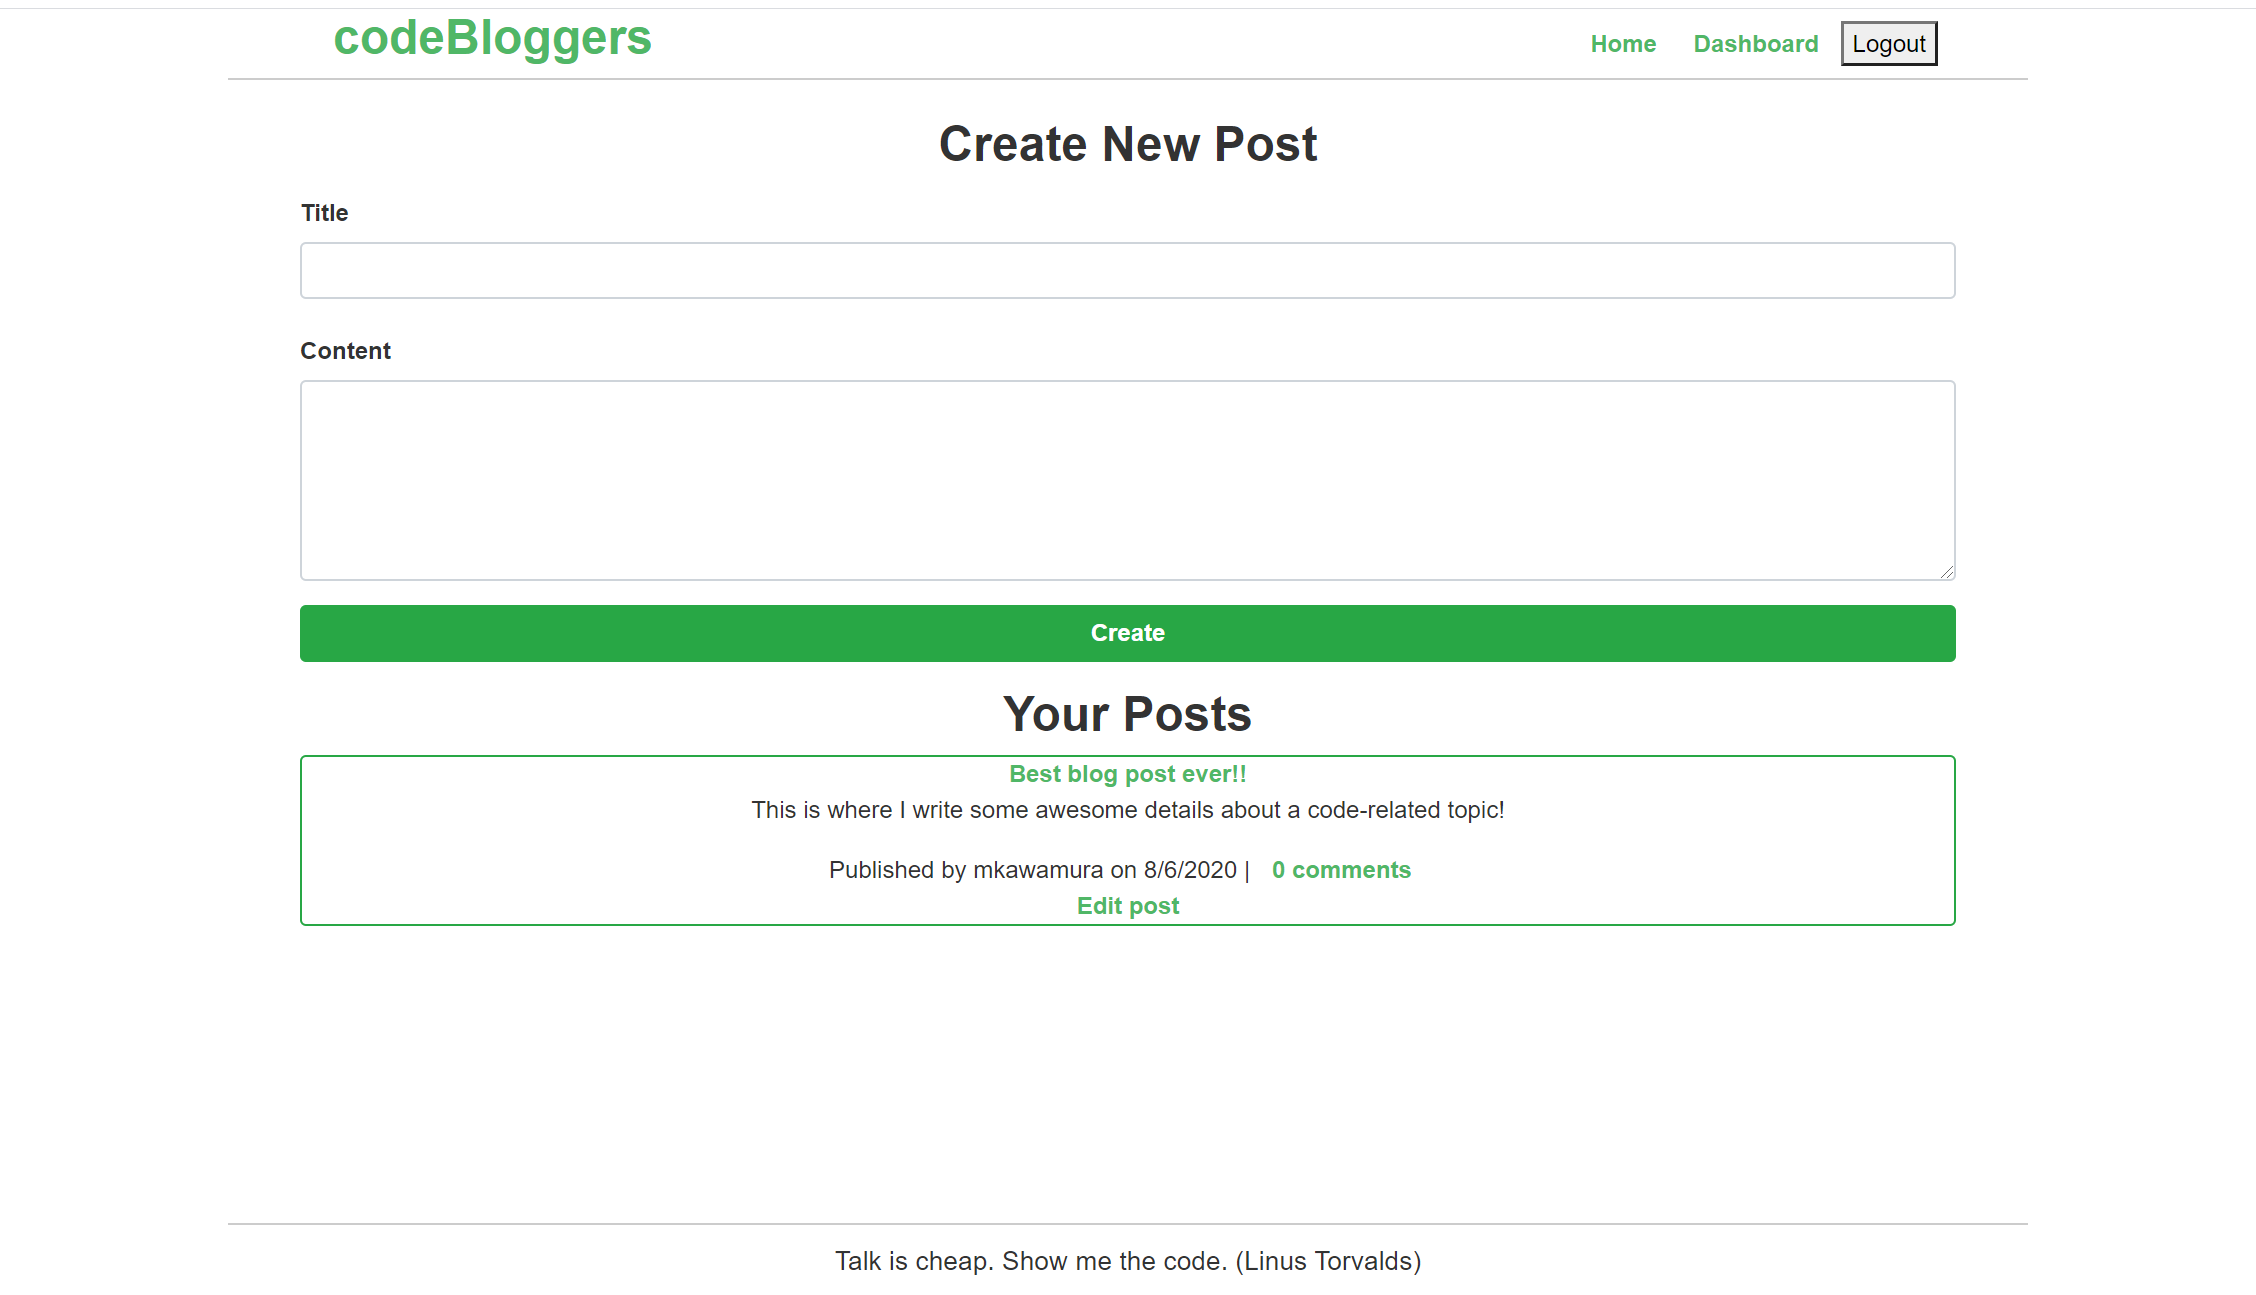 codeBloggers
Home Dashboard Logout
Create New Post
Title
Content
Create
Your Posts
Best blog post ever!!
This is where I write some awesome details about a code-related topic!
Published by mkawamura on 8/6/2020 | 0 comments
Edit post
Talk is cheap. Show me the code. (Linus Torvalds)